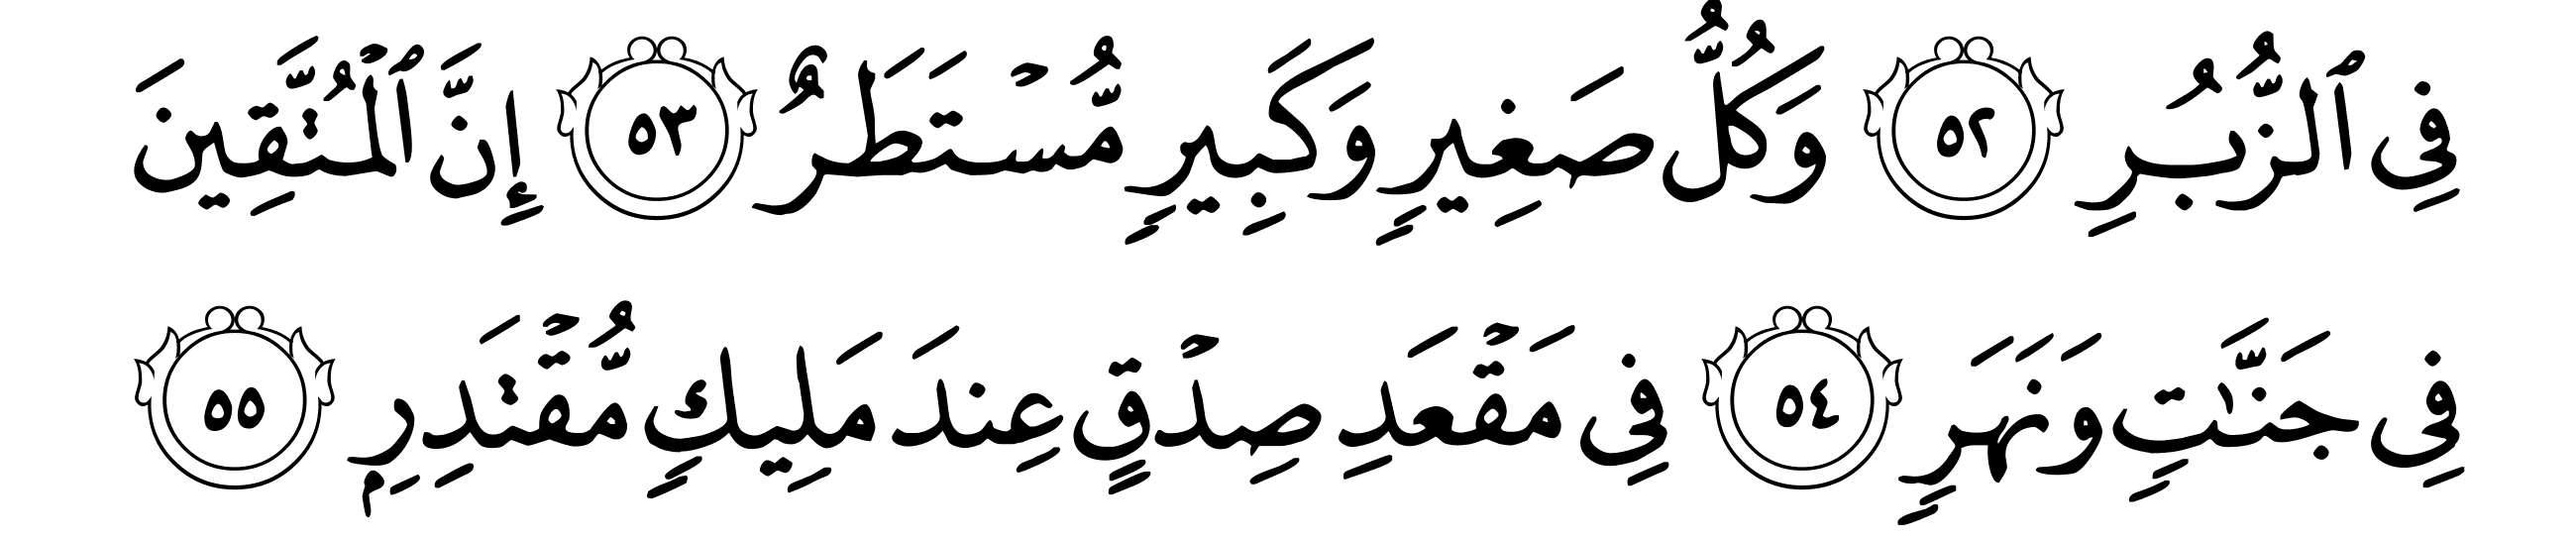 فِي ٱلزُّبُرِ ٥٢ وَكُلُّ صَغِيرٍ وَكَبِيرٍ مُّسْتَطَرٌ ٥٣ إِنَّ ٱلْمُتَّقِينَ
فِي جَنَّٰتٍ وَنَهَرٍ ٥٤ فِي مَقْعَدِ صِدْقٍ عِندَ مَلِيكٍ مُّقْتَدِرِۭ ٥٥